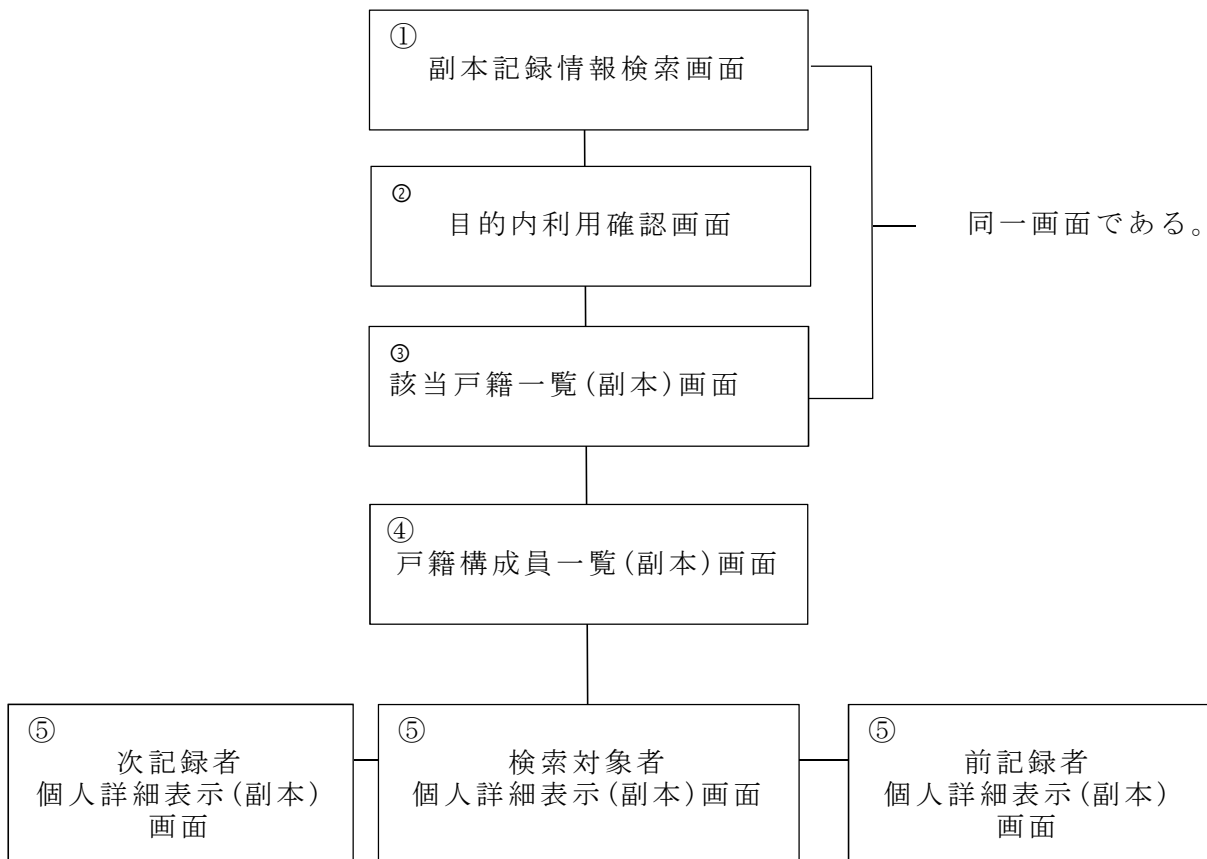 ①
副本記録情報検索画面
②
目的内利用確認画面
同一画面である。
③
該当戸籍一覧(副本)画面
④
戸籍構成員一覧(副本)画面
⑤
次記録者
個人詳細表示(副本)
画面
⑤
検索対象者
個人詳細表示(副本)画面
⑤
前記録者
個人詳細表示(副本)
画面